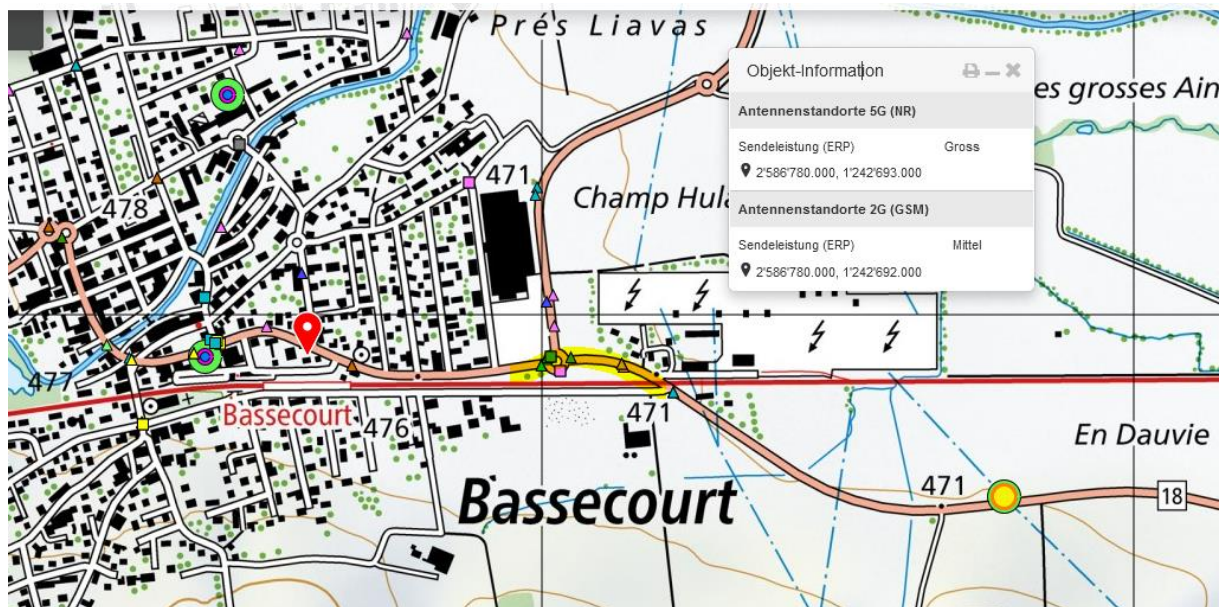 Prés Liavas
Objekt-Information
es grosses Ain
Antennenstandorte 5G (NR)
Sendeleistung (ERP) Gross
2'586'780.000, 1'242'693.000
471
Champ Hula
Antennenstandorte 2G (GSM)
478
Sendeleistung (ERP) Mittel
2'586'780.000, 1'242'692.000
477
Bassecourt
476
471
En Dauvie
Bassecourt
471
18